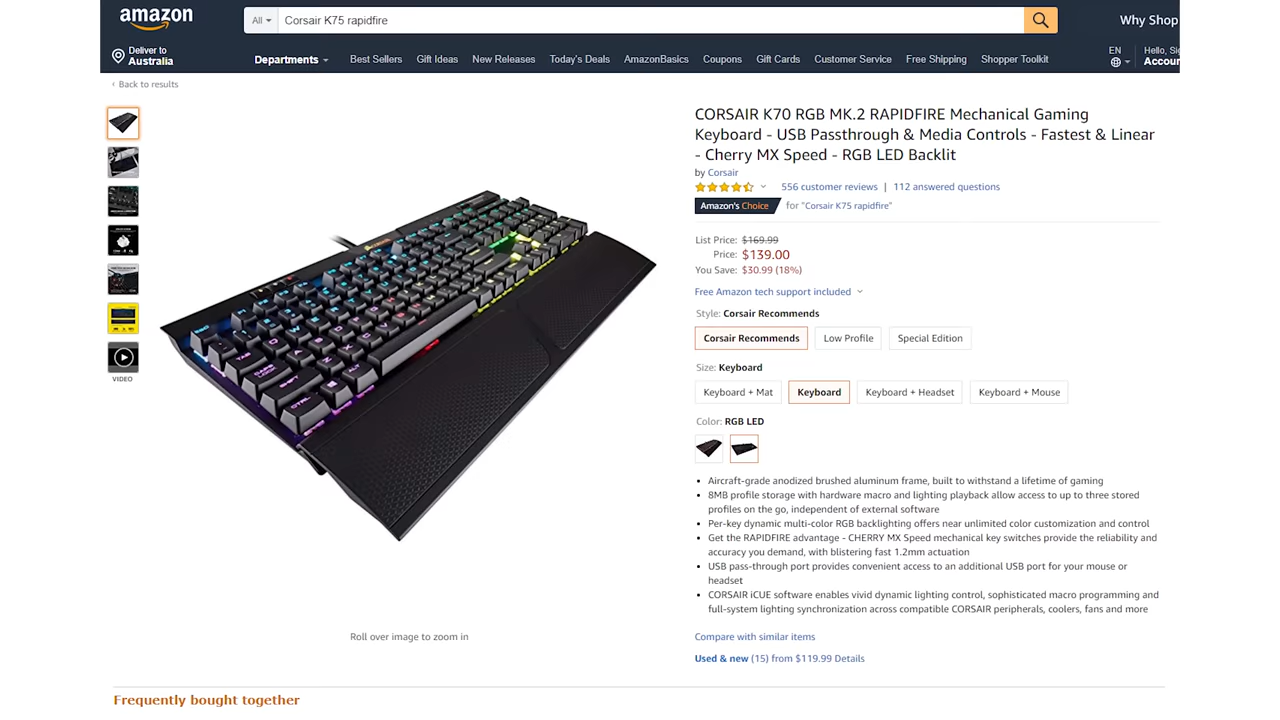 amazon
All
Corsair K75 rapidfire
Why Shop
Deliver to
Australia
Departments
Best Sellers
Gift Ideas
New Releases
Today's Deals
AmazonBasics
Coupons
Gift Cards
Customer Service
Free Shipping
Shopper Toolkit
EN
Hello, Sig
Accou
‹ Back to results
VIDEO
Roll over image to zoom in
CORSAIR K70 RGB MK.2 RAPIDFIRE Mechanical Gaming
Keyboard - USB Passthrough & Media Controls - Fastest & Linear
- Cherry MX Speed - RGB LED Backlit
by Corsair
556 customer reviews | 112 answered questions
Amazon's Choice for "Corsair K75 rapidfire"
List Price: $169.99
Price: $139.00
You Save: $30.99 (18%)
Free Amazon tech support included
Style: Corsair Recommends
Corsair Recommends
Low Profile
Special Edition
Size: Keyboard
Keyboard + Mat
Keyboard
Keyboard + Headset
Keyboard + Mouse
Color: RGB LED
• Aircraft-grade anodized brushed aluminum frame, built to withstand a lifetime of gaming
• 8MB profile storage with hardware macro and lighting playback allow access to up to three stored
profiles on the go, independent of external software
• Per-key dynamic multi-color RGB backlighting offers near unlimited color customization and control
• Get the RAPIDFIRE advantage - CHERRY MX Speed mechanical key switches provide the reliability and
accuracy you demand, with blistering fast 1.2mm actuation
• USB pass-through port provides convenient access to an additional USB port for your mouse or
headset
• CORSAIR iCUE software enables vivid dynamic lighting control, sophisticated macro programming and
full-system lighting synchronization across compatible CORSAIR peripherals, coolers, fans and more
Compare with similar items
Used & new (15) from $119.99 Details
Frequently bought together